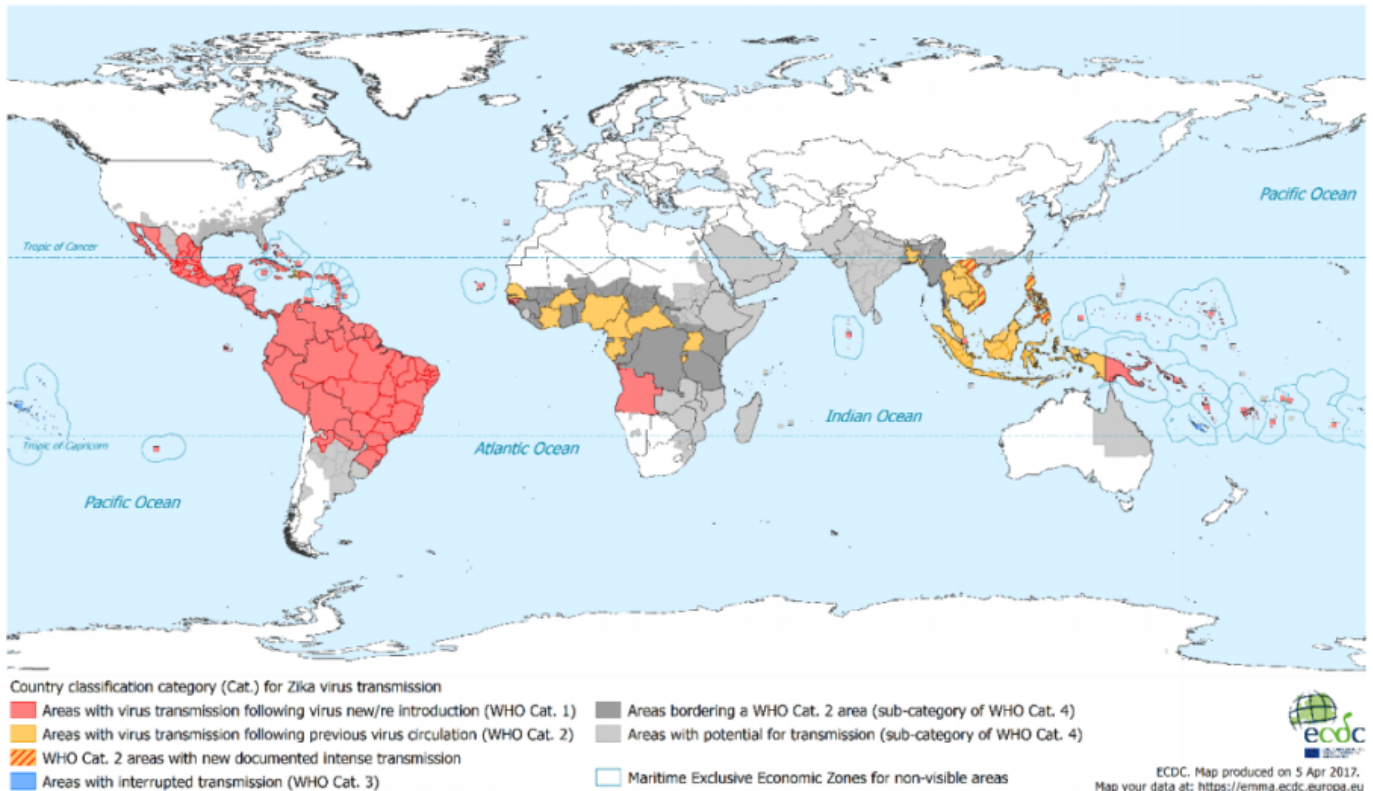 Pacific Ocean
Tropic of Cancer
Indian Ocean
Tropic of Capricorn
Atlantic Ocean
Pacific Ocean
Country classification category (Cat.) for Zika virus transmission
Areas with virus transmission following virus new/re introduction (WHO Cat. 1)
Areas with virus transmission following previous virus circulation (WHO Cat. 2)
WHO Cat. 2 areas with new documented intense transmission
Areas with interrupted transmission (WHO Cat. 3)
Areas bordering a WHO Cat. 2 area (sub-category of WHO Cat. 4)
Areas with potential for transmission (sub-category of WHO Cat. 4)
Maritime Exclusive Economic Zones for non-visible areas
ecdc
ECDC. Map produced on 5 Apr 2017.
Map your data at: https://emma.ecdc.europa.eu